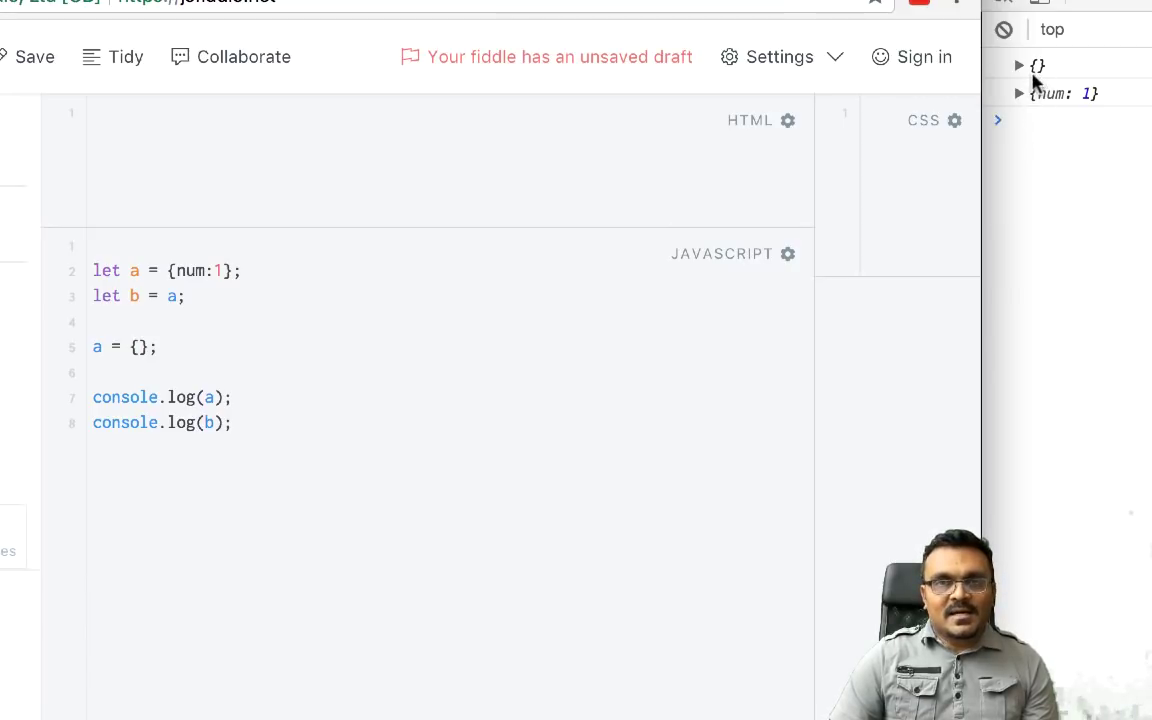 top
Save Tidy Collaborate Your fiddle has an unsaved draft Settings Sign in
{}
{num: 1}
>
1 HTML
1 CSS
JAVASCRIPT
1
2 let a = {num:1};
3 let b = a;
4
5 a = {};
6
7 console.log(a);
8 console.log(b);
es